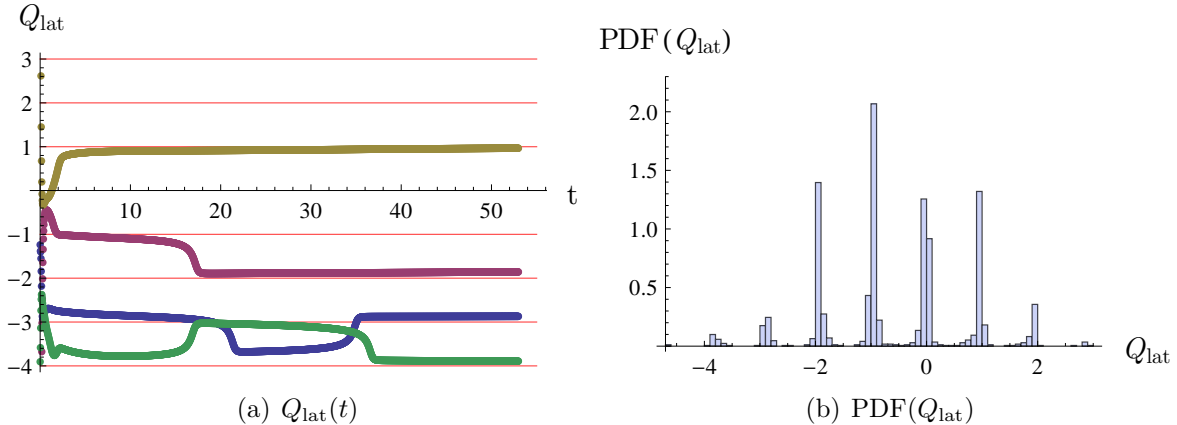 Q_lat
3
2
1
10 20 30 40 50 t
−1
−2
−3
−4
(a) Q_lat(t)
PDF(Q_lat)
2.0
1.5
1.0
0.5
−4 −2 0 2 Q_lat
(b) PDF(Q_lat)